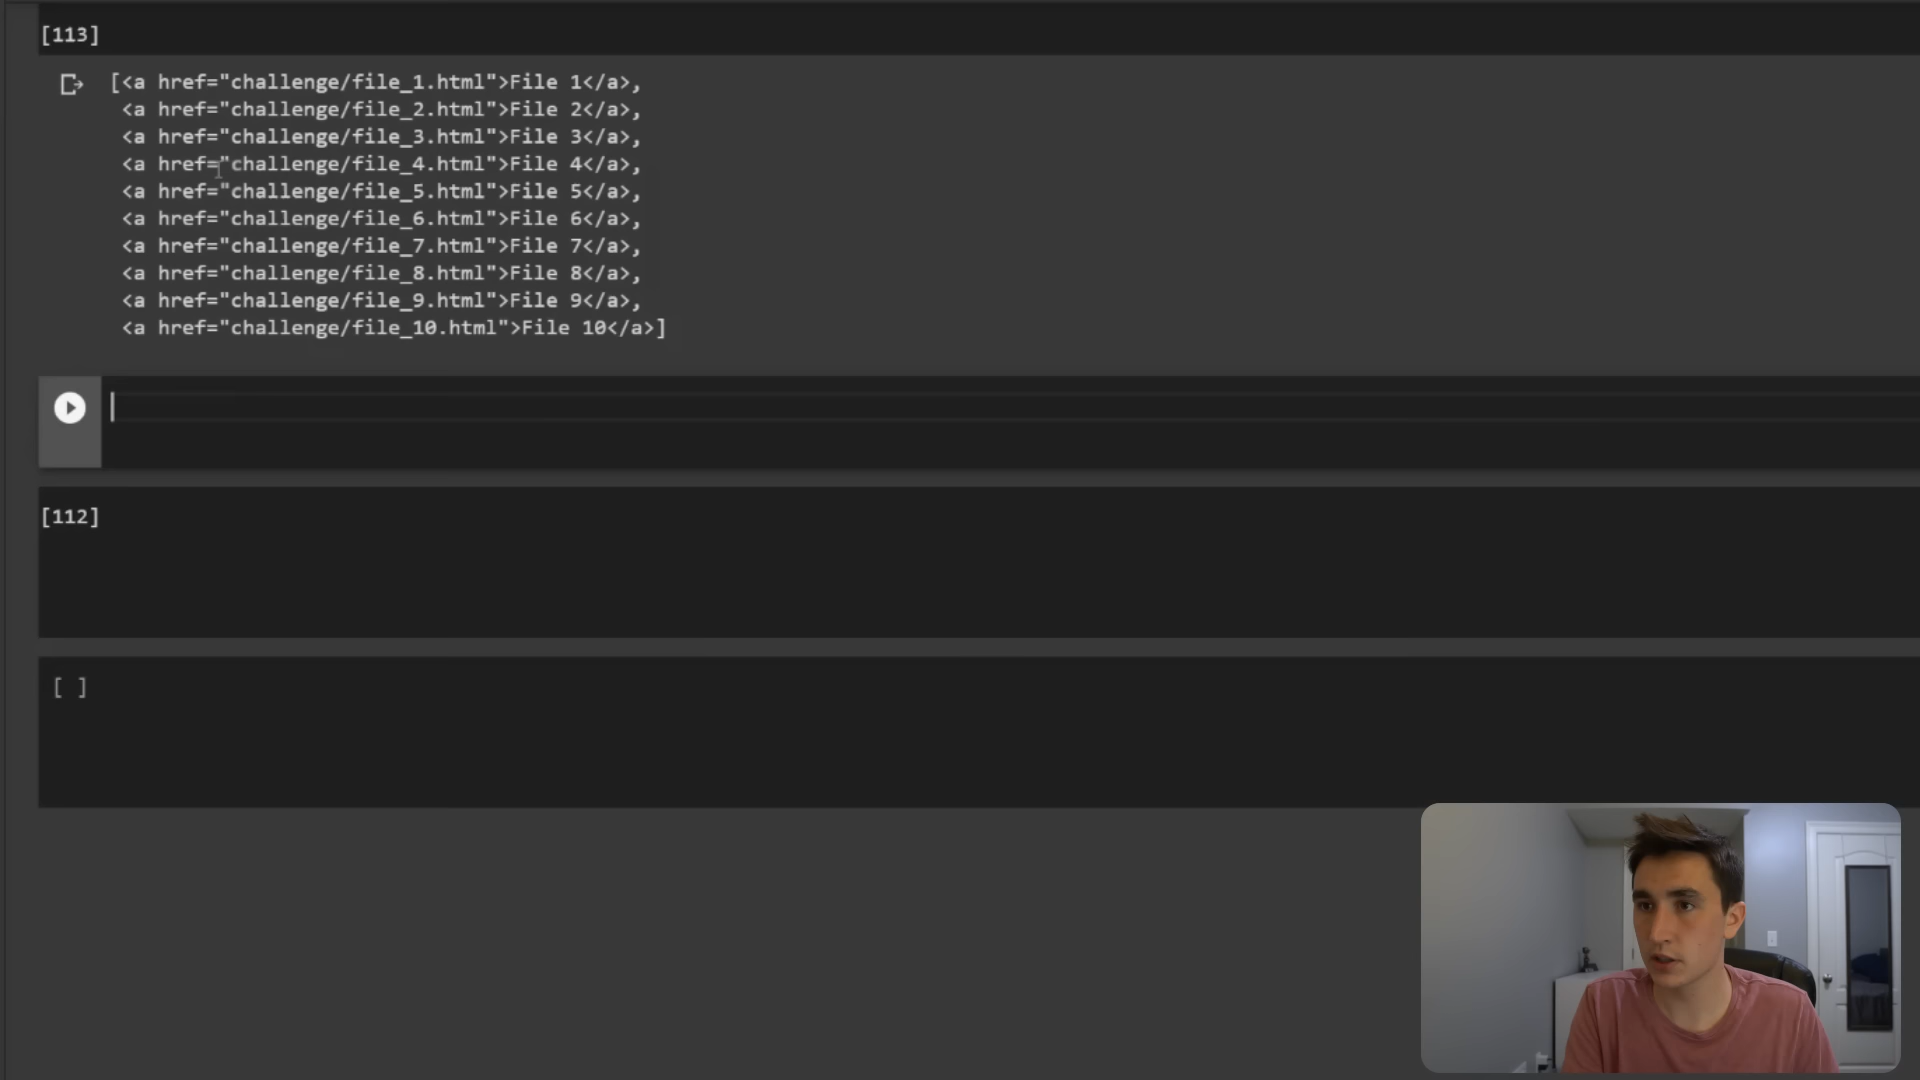 [113]
[<a href="challenge/file_1.html">File 1</a>,
<a href="challenge/file_2.html">File 2</a>,
<a href="challenge/file_3.html">File 3</a>,
<a href="challenge/file_4.html">File 4</a>,
<a href="challenge/file_5.html">File 5</a>,
<a href="challenge/file_6.html">File 6</a>,
<a href="challenge/file_7.html">File 7</a>,
<a href="challenge/file_8.html">File 8</a>,
<a href="challenge/file_9.html">File 9</a>,
<a href="challenge/file_10.html">File 10</a>]
[112]
[ ]